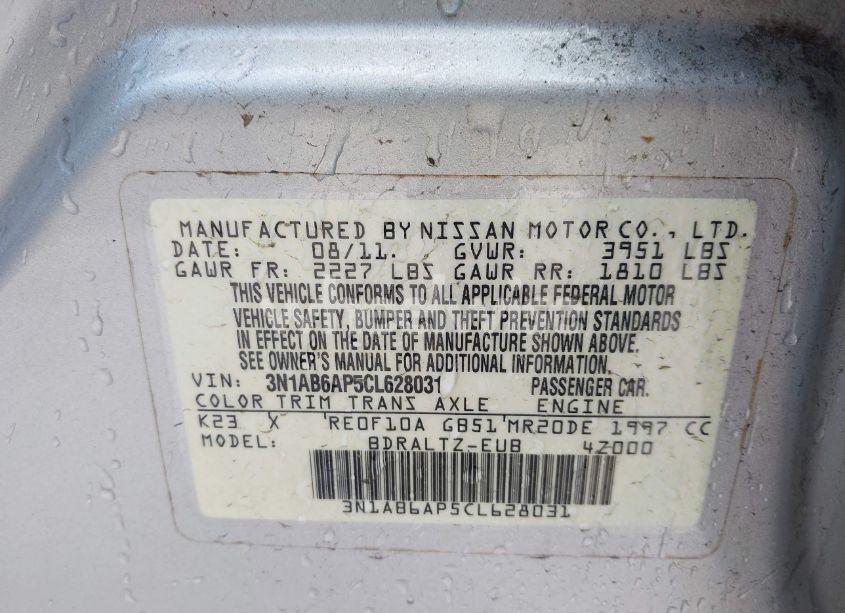 MANUFACTURED BY NISSAN MOTOR CO., LTD.
DATE: 08/11. GVWR: 3951 LBS
GAWR FR: 2227 LBS GAWR RR: 1810 LBS
THIS VEHICLE CONFORMS TO ALL APPLICABLE FEDERAL MOTOR
VEHICLE SAFETY, BUMPER AND THEFT PREVENTION STANDARDS
IN EFFECT ON THE DATE OF MANUFACTURE SHOWN ABOVE.
SEE OWNER'S MANUAL FOR ADDITIONAL INFORMATION.
VIN: 3N1AB6AP5CL628031 PASSENGER CAR.
COLOR TRIM TRANS AXLE ENGINE
K23 X 'RE0F10A GB51'MR20DE 1997 CC
MODEL: BDRALTZ-EUB 4Z000
3N1AB6AP5CL628031